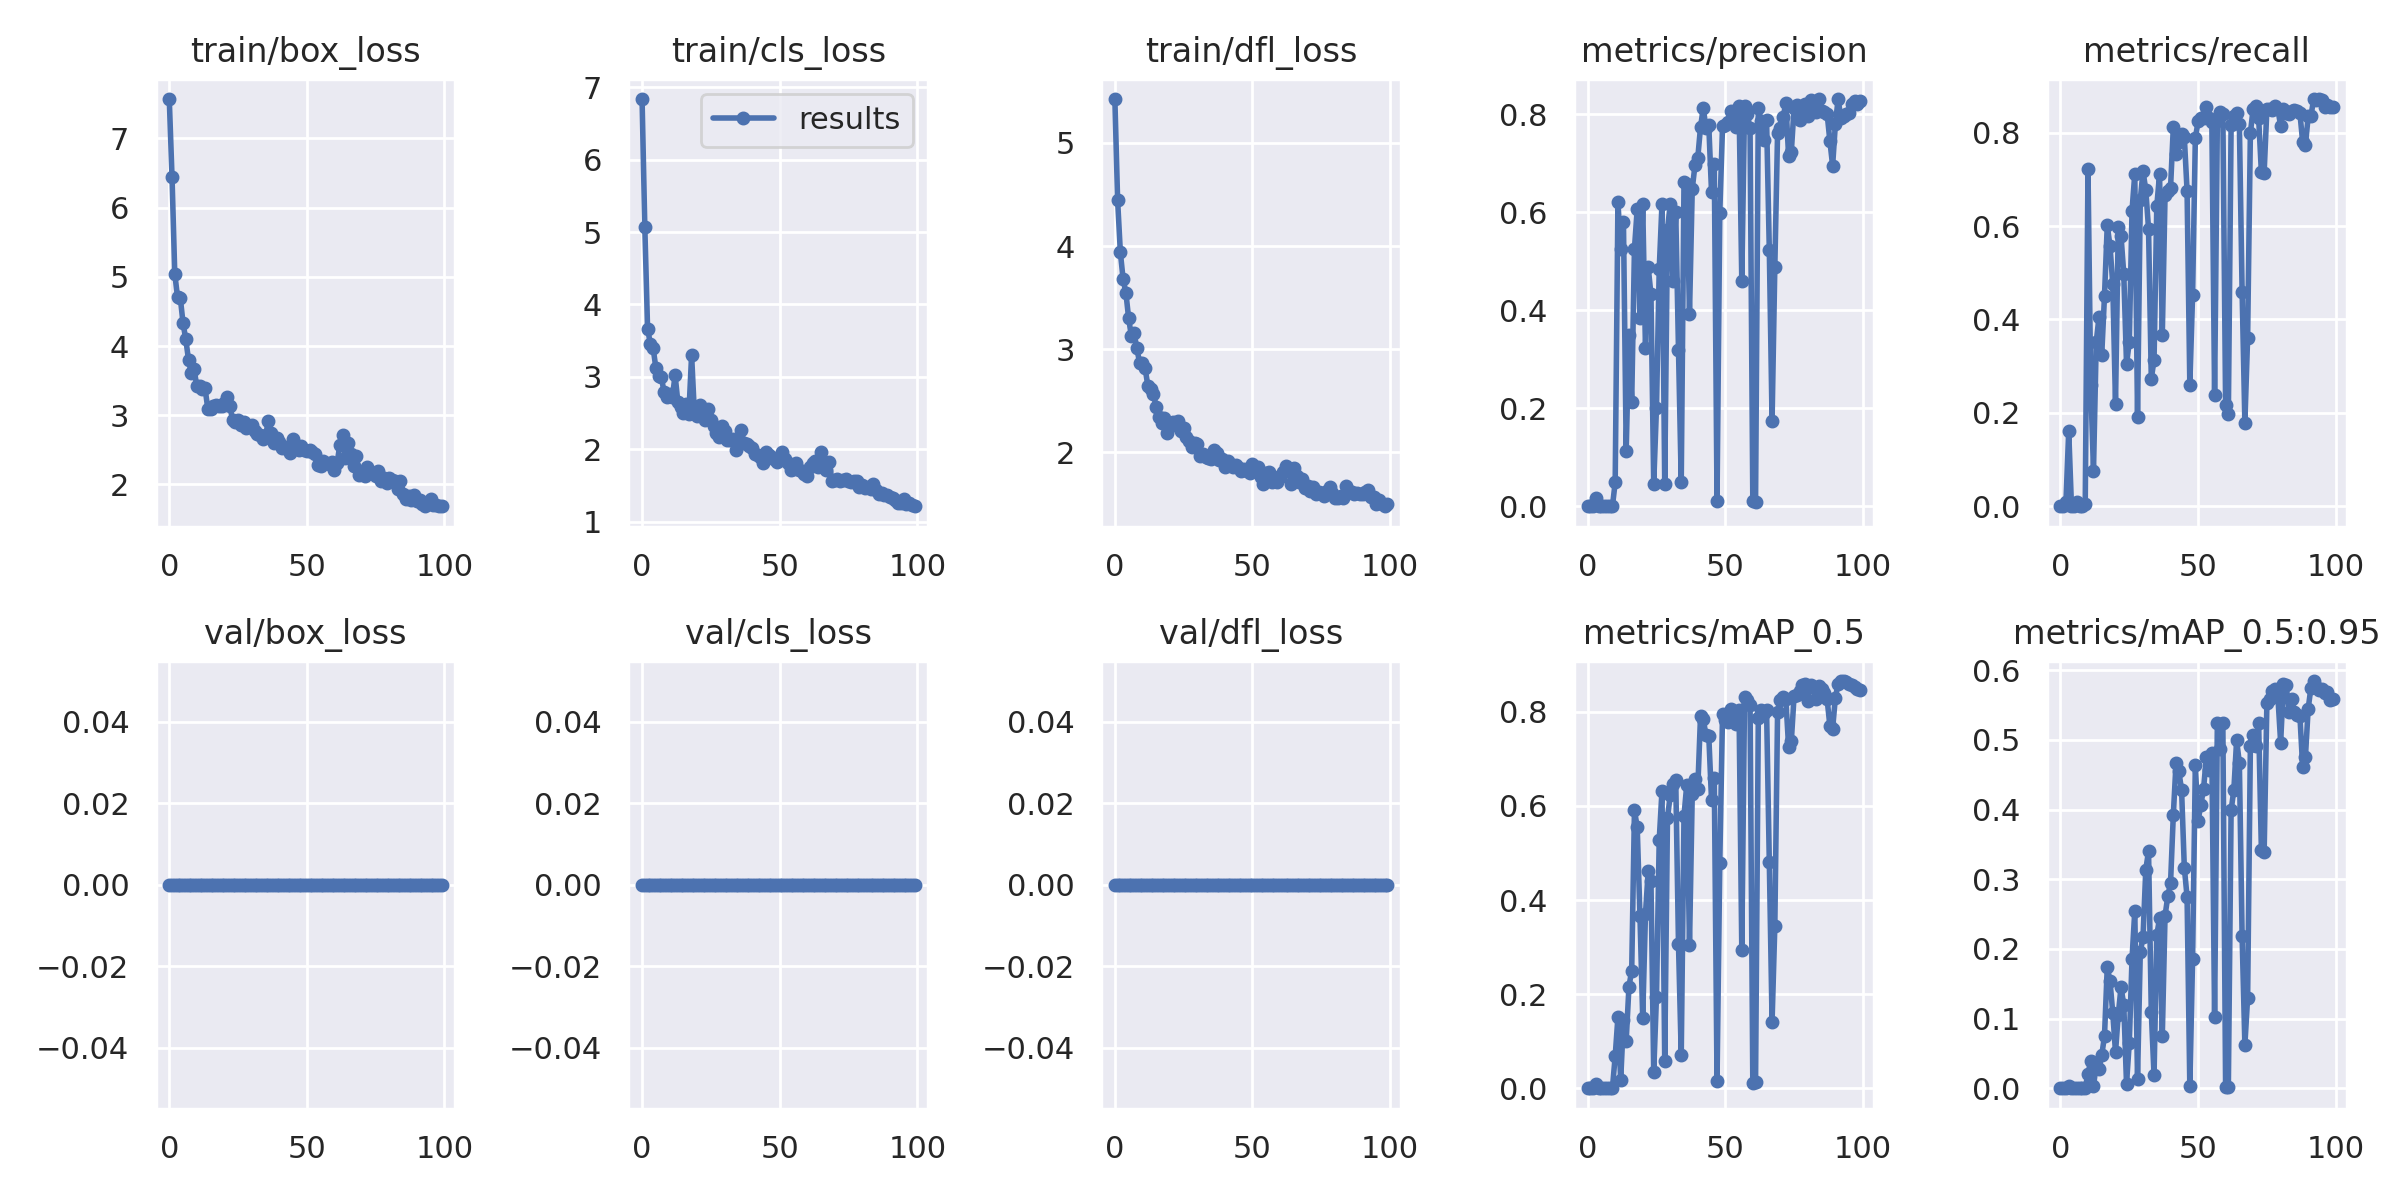 train/box_loss
7
6
5
4
3
2
0 50 100
train/cls_loss
results
7
6
5
4
3
2
1
0 50 100
train/dfl_loss
5
4
3
2
0 50 100
metrics/precision
0.8
0.6
0.4
0.2
0.0
0 50 100
metrics/recall
0.8
0.6
0.4
0.2
0.0
0 50 100
val/box_loss
0.04
0.02
0.00
−0.02
−0.04
0 50 100
val/cls_loss
0.04
0.02
0.00
−0.02
−0.04
0 50 100
val/dfl_loss
0.04
0.02
0.00
−0.02
−0.04
0 50 100
metrics/mAP_0.5
0.8
0.6
0.4
0.2
0.0
0 50 100
metrics/mAP_0.5:0.95
0.6
0.5
0.4
0.3
0.2
0.1
0.0
0 50 100